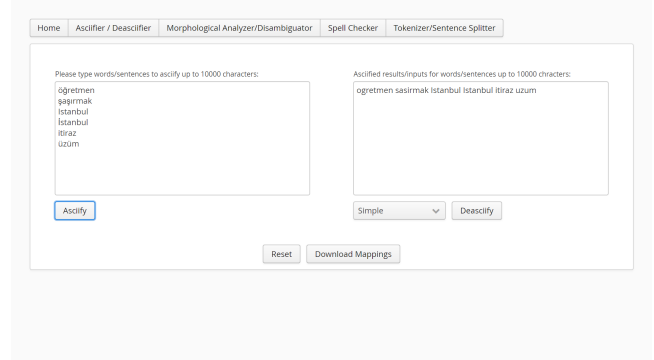 Home Asciifier / Deasciifier Morphological Analyzer/Disambiguator Spell Checker Tokenizer/Sentence Splitter
Please type words/sentences to asciify up to 10000 characters:
öğretmen
şaşırmak
Istanbul
İstanbul
itiraz
üzüm
Asciify
Asciified results/inputs for words/sentences up to 10000 chracters:
ogretmen sasirmak Istanbul Istanbul itiraz uzum
Simple Deasciify
Reset Download Mappings